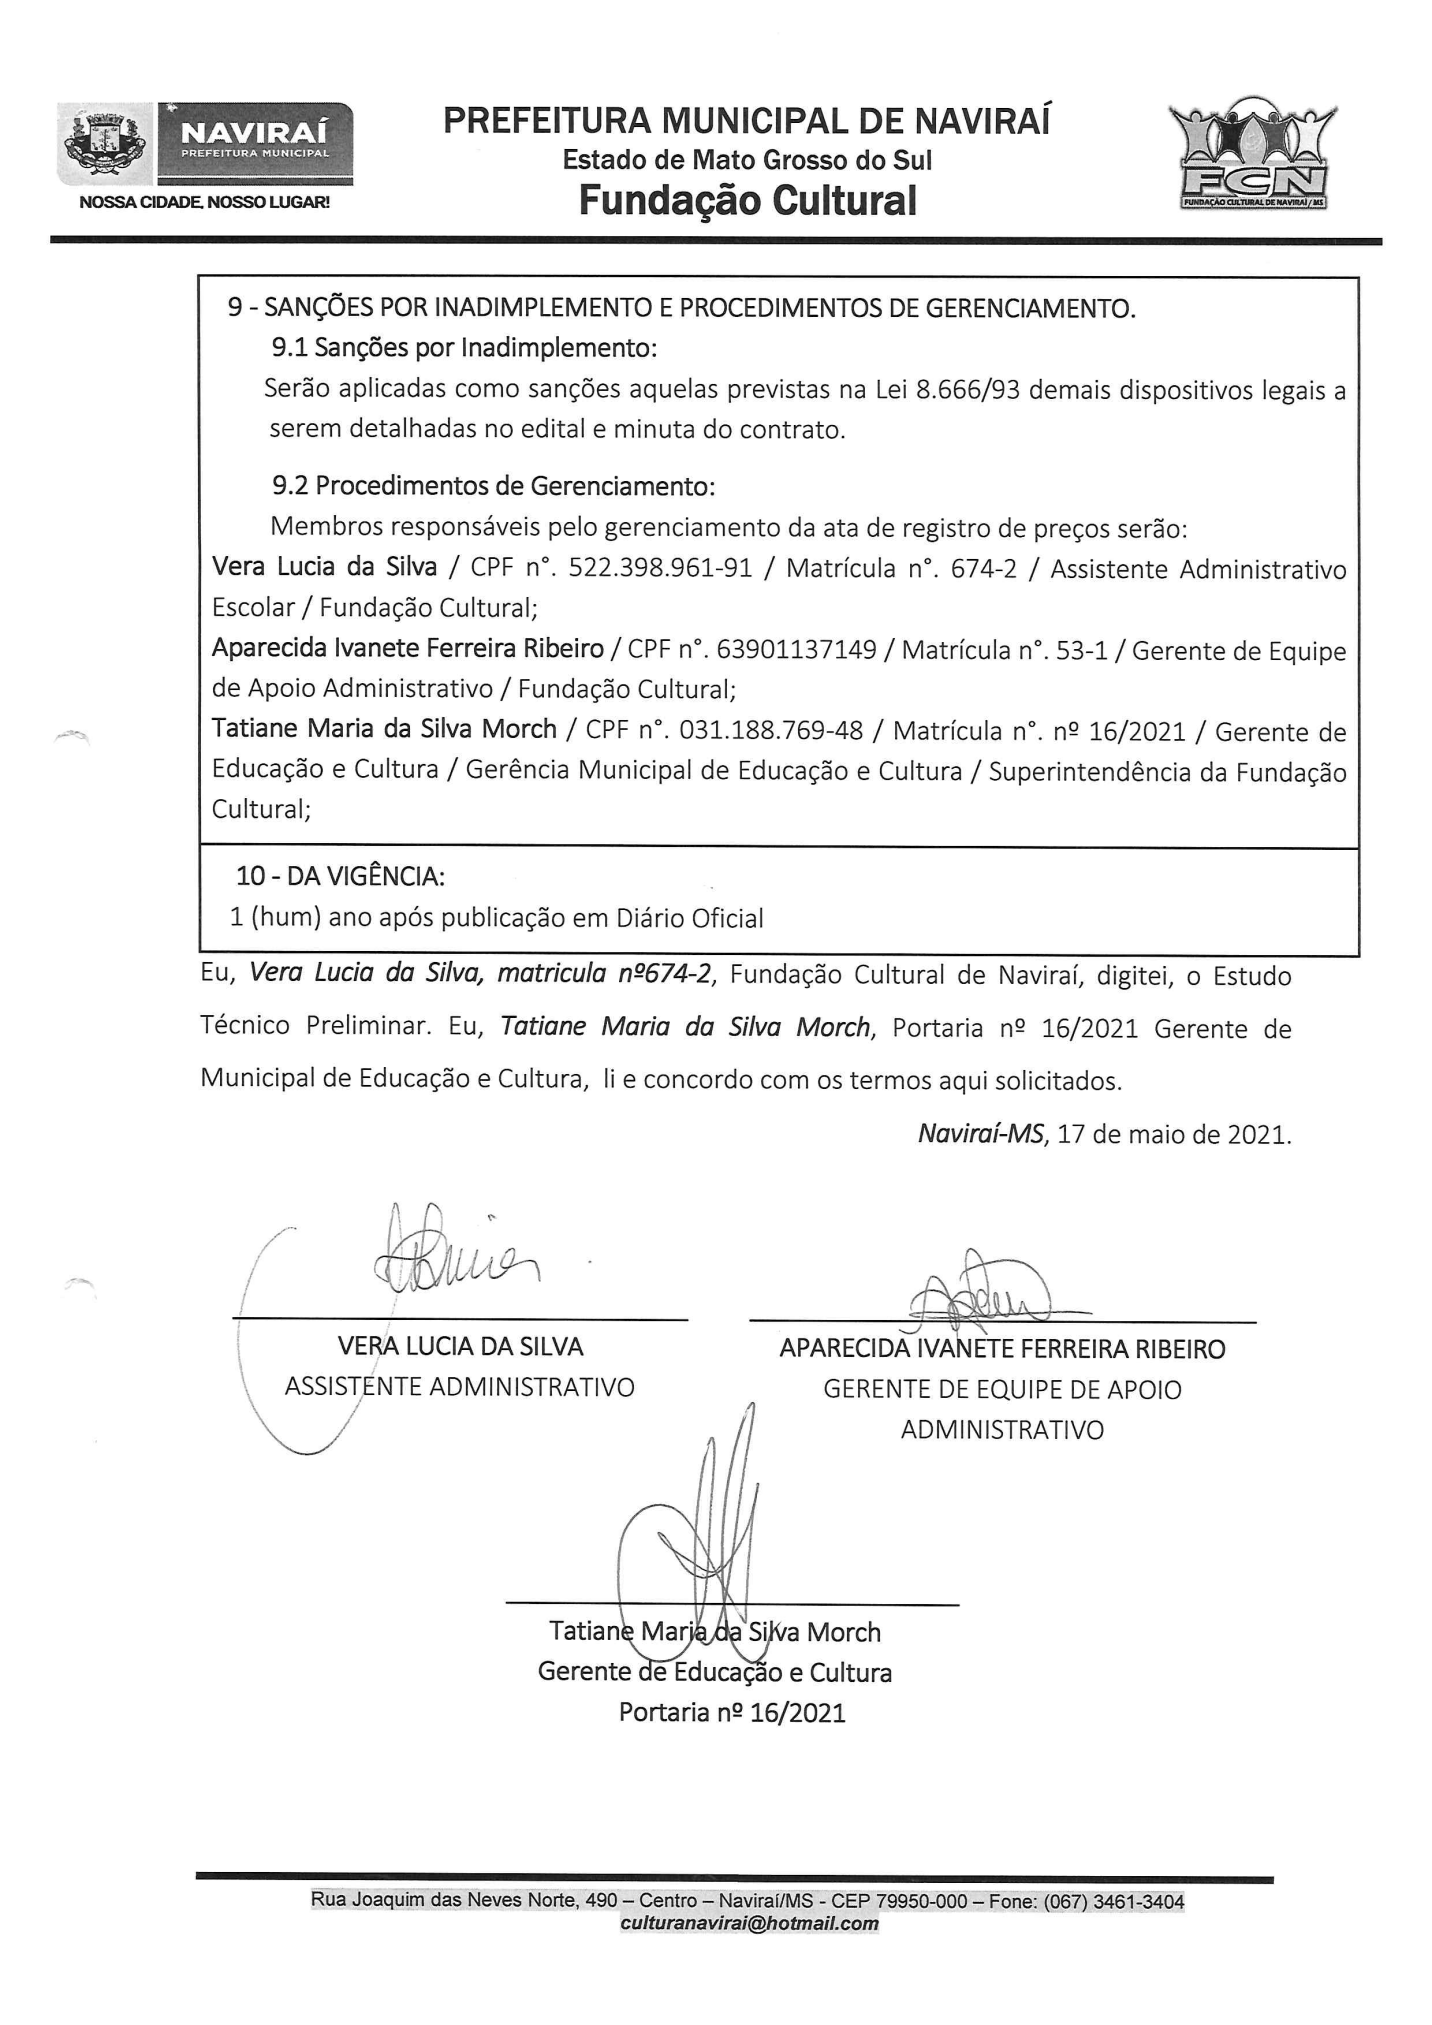 NAVIRAÍ
PREFEITURA MUNICIPAL
NOSSA CIDADE, NOSSO LUGAR!
PREFEITURA MUNICIPAL DE NAVIRAÍ
Estado de Mato Grosso do Sul
Fundação Cultural
FCN
FUNDAÇÃO CULTURAL DE NAVIRAÍ / MS
9 - SANÇÕES POR INADIMPLEMENTO E PROCEDIMENTOS DE GERENCIAMENTO.
9.1 Sanções por Inadimplemento:
Serão aplicadas como sanções aquelas previstas na Lei 8.666/93 demais dispositivos legais a
serem detalhadas no edital e minuta do contrato.
9.2 Procedimentos de Gerenciamento:
Membros responsáveis pelo gerenciamento da ata de registro de preços serão:
Vera Lucia da Silva / CPF n°. 522.398.961-91 / Matrícula n°. 674-2 / Assistente Administrativo
Escolar / Fundação Cultural;
Aparecida Ivanete Ferreira Ribeiro / CPF n°. 63901137149 / Matrícula n°. 53-1 / Gerente de Equipe
de Apoio Administrativo / Fundação Cultural;
Tatiane Maria da Silva Morch / CPF n°. 031.188.769-48 / Matrícula n°. nº 16/2021 / Gerente de
Educação e Cultura / Gerência Municipal de Educação e Cultura / Superintendência da Fundação
Cultural;
10 - DA VIGÊNCIA:
1 (hum) ano após publicação em Diário Oficial
Eu, Vera Lucia da Silva, matricula nº674-2, Fundação Cultural de Naviraí, digitei, o Estudo
Técnico Preliminar. Eu, Tatiane Maria da Silva Morch, Portaria nº 16/2021 Gerente de
Municipal de Educação e Cultura, li e concordo com os termos aqui solicitados.
Naviraí-MS, 17 de maio de 2021.
VERA LUCIA DA SILVA
ASSISTENTE ADMINISTRATIVO
APARECIDA IVANETE FERREIRA RIBEIRO
GERENTE DE EQUIPE DE APOIO
ADMINISTRATIVO
Tatiane Maria da Silva Morch
Gerente de Educação e Cultura
Portaria nº 16/2021
Rua Joaquim das Neves Norte, 490 – Centro – Naviraí/MS - CEP 79950-000 – Fone: (067) 3461-3404
culturanavirai@hotmail.com